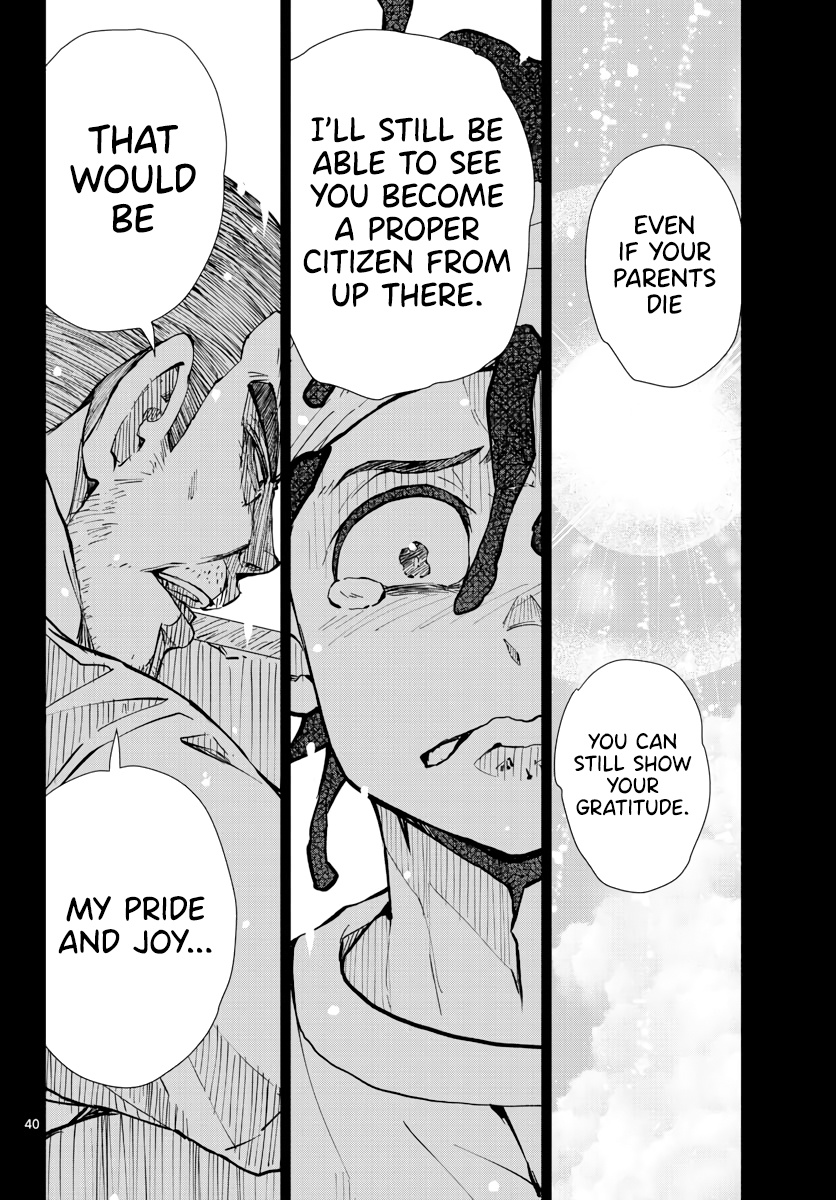 EVEN
IF YOUR
PARENTS
DIE
YOU CAN
STILL SHOW
YOUR
GRATITUDE.
I'LL STILL BE
ABLE TO SEE
YOU BECOME
A PROPER
CITIZEN FROM
UP THERE.
THAT
WOULD
BE
MY PRIDE
AND JOY...
40